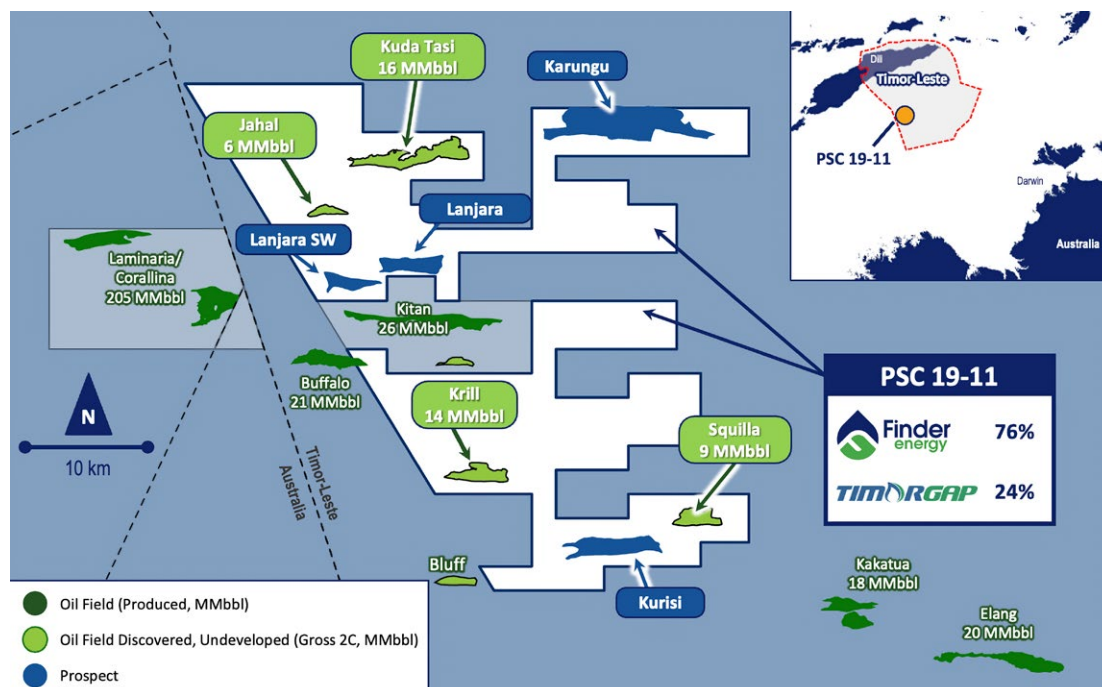 Kuda Tasi
16 MMbbl
Karungu
Jahal
6 MMbbl
Lanjara
Lanjara SW
Laminaria/
Corallina
205 MMbbl
Kitan
26 MMbbl
Buffalo
21 MMbbl
Krill
14 MMbbl
Squilla
9 MMbbl
Bluff
Kurisi
Kakatua
18 MMbbl
Elang
20 MMbbl
N
10 km
Timor-Leste
Australia
Dili
Timor-Leste
PSC 19-11
Darwin
Australia
PSC 19-11
Finder
energy
76%
TIMORGAP
24%
Oil Field (Produced, MMbbl)
Oil Field Discovered, Undeveloped (Gross 2C, MMbbl)
Prospect